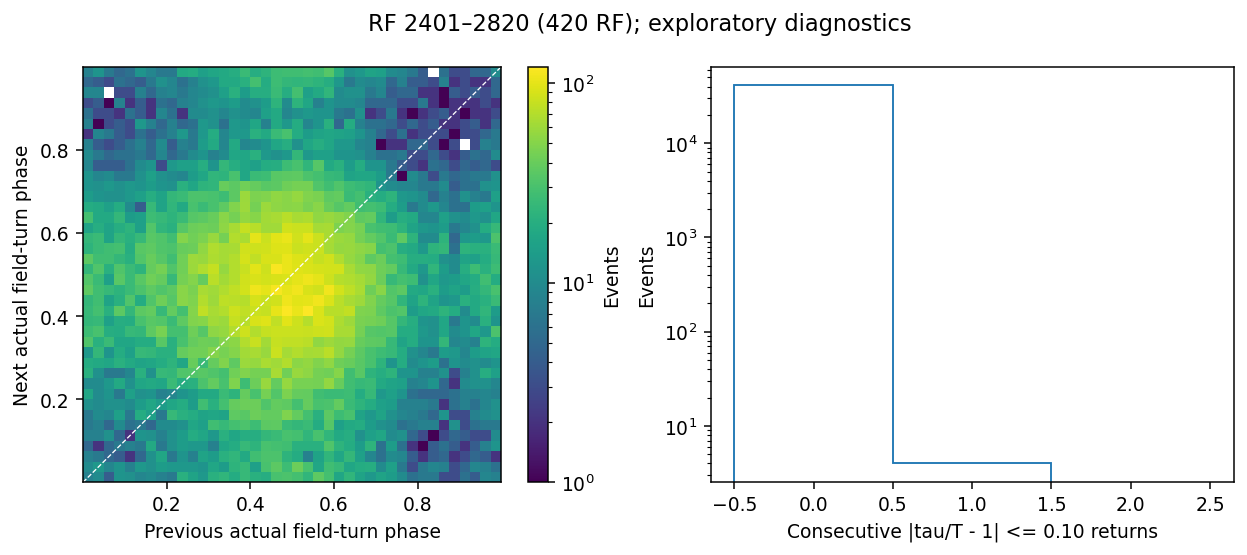 RF 2401–2820 (420 RF); exploratory diagnostics
0.8
0.6
0.4
0.2
Next actual field-turn phase
0.2 0.4 0.6 0.8
Previous actual field-turn phase
10²
10¹
10⁰
Events
10⁴
10³
10²
10¹
Events
−0.5 0.0 0.5 1.0 1.5 2.0 2.5
Consecutive |tau/T - 1| <= 0.10 returns